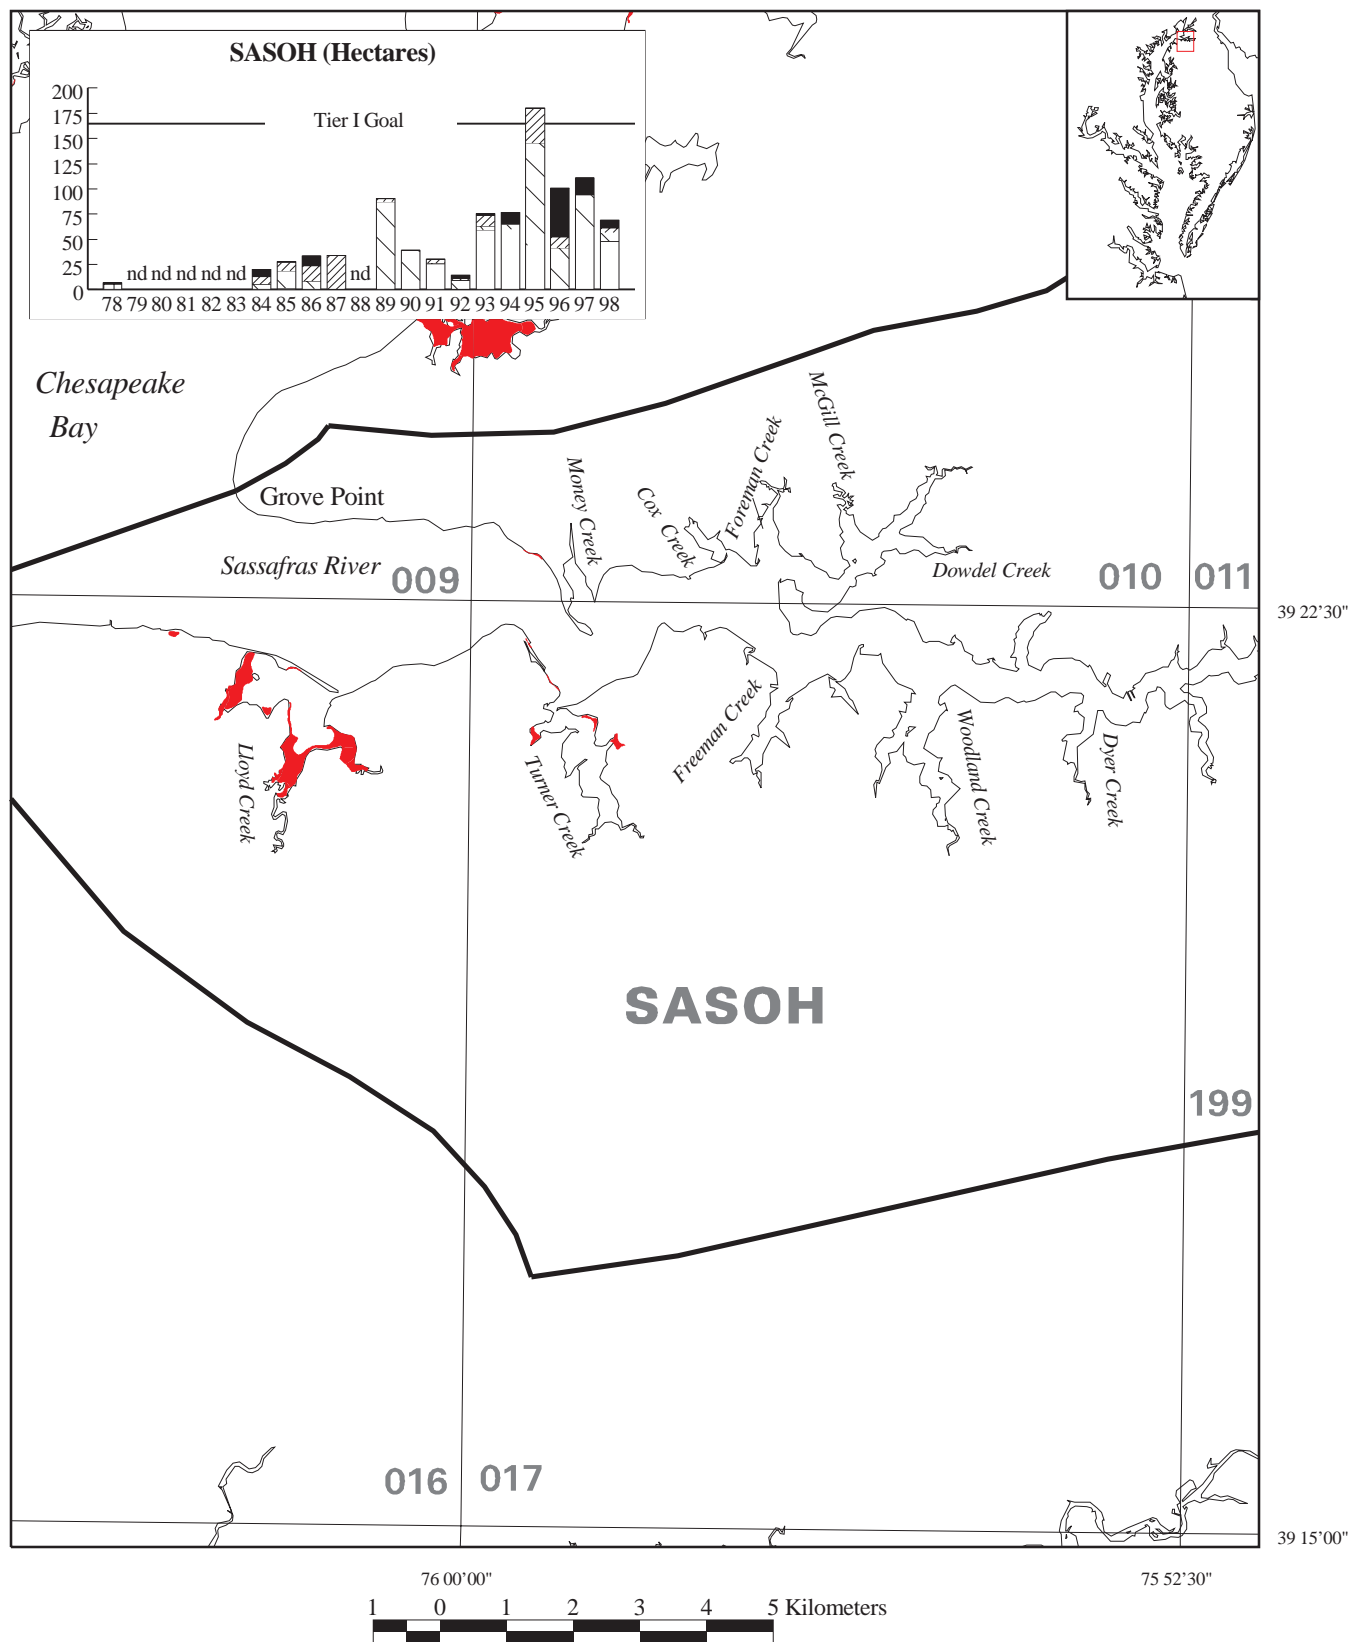 SASOH (Hectares)
200
175
150
125
100
75
50
25
0
Tier I Goal
nd nd nd nd nd
nd
78 79 80 81 82 83 84 85 86 87 88 89 90 91 92 93 94 95 96 97 98
Chesapeake
Bay
Grove Point
Sassafras River
009
Money Creek
Cox Creek
Foreman Creek
McGill Creek
Dowdel Creek
010
011
39 22'30"
Lloyd Creek
Turner Creek
Freeman Creek
Woodland Creek
Dyer Creek
SASOH
199
016
017
39 15'00"
76 00'00"
75 52'30"
1 0 1 2 3 4 5 Kilometers